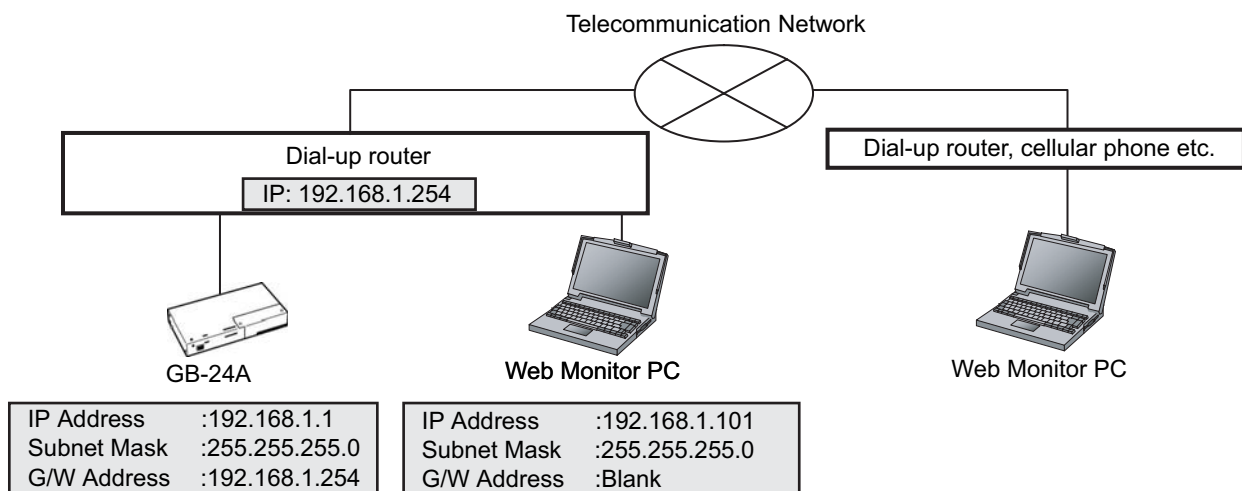 Telecommunication Network
Dial-up router
IP: 192.168.1.254
Dial-up router, cellular phone etc.
GB-24A
Web Monitor PC
Web Monitor PC
IP Address :192.168.1.1
Subnet Mask :255.255.255.0
G/W Address :192.168.1.254
IP Address :192.168.1.101
Subnet Mask :255.255.255.0
G/W Address :Blank